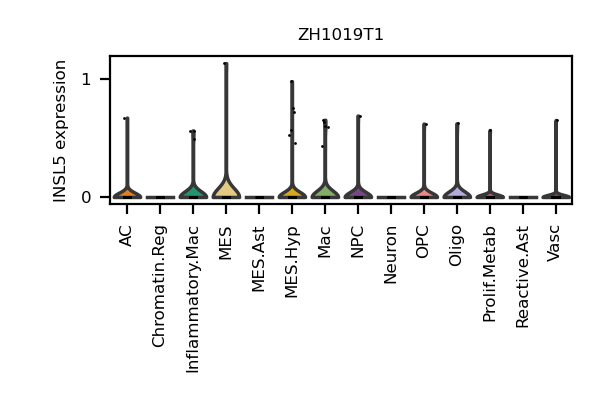 ZH1019T1
INSL5 expression
1
0
AC
Chromatin.Reg
Inflammatory.Mac
MES
MES.Ast
MES.Hyp
Mac
NPC
Neuron
OPC
Oligo
Prolif.Metab
Reactive.Ast
Vasc